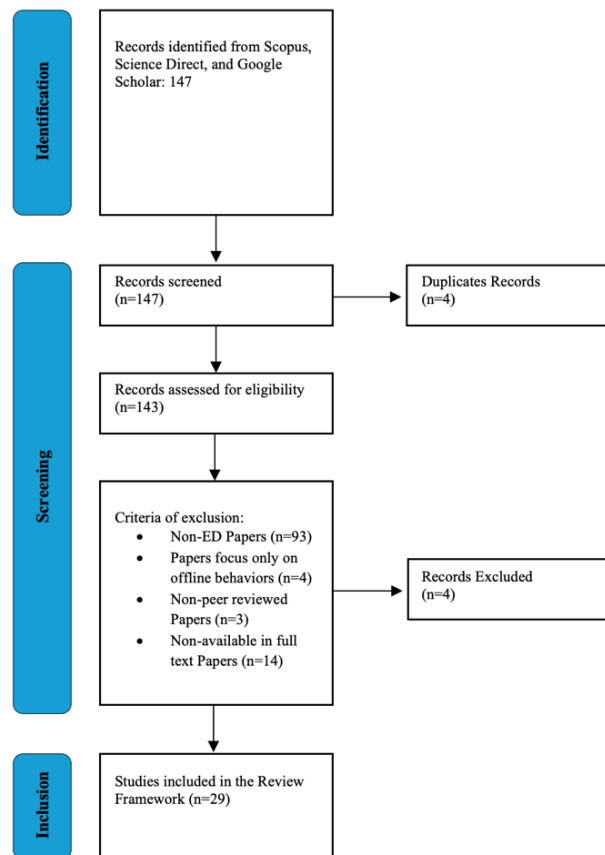 Identification
Records identified from Scopus,
Science Direct, and Google
Scholar: 147
Screening
Records screened
(n=147)
Duplicates Records
(n=4)
Records assessed for eligibility
(n=143)
Criteria of exclusion:
• Non-ED Papers (n=93)
• Papers focus only on
offline behaviors (n=4)
• Non-peer reviewed
Papers (n=3)
• Non-available in full
text Papers (n=14)
Records Excluded
(n=4)
Inclusion
Studies included in the Review
Framework (n=29)